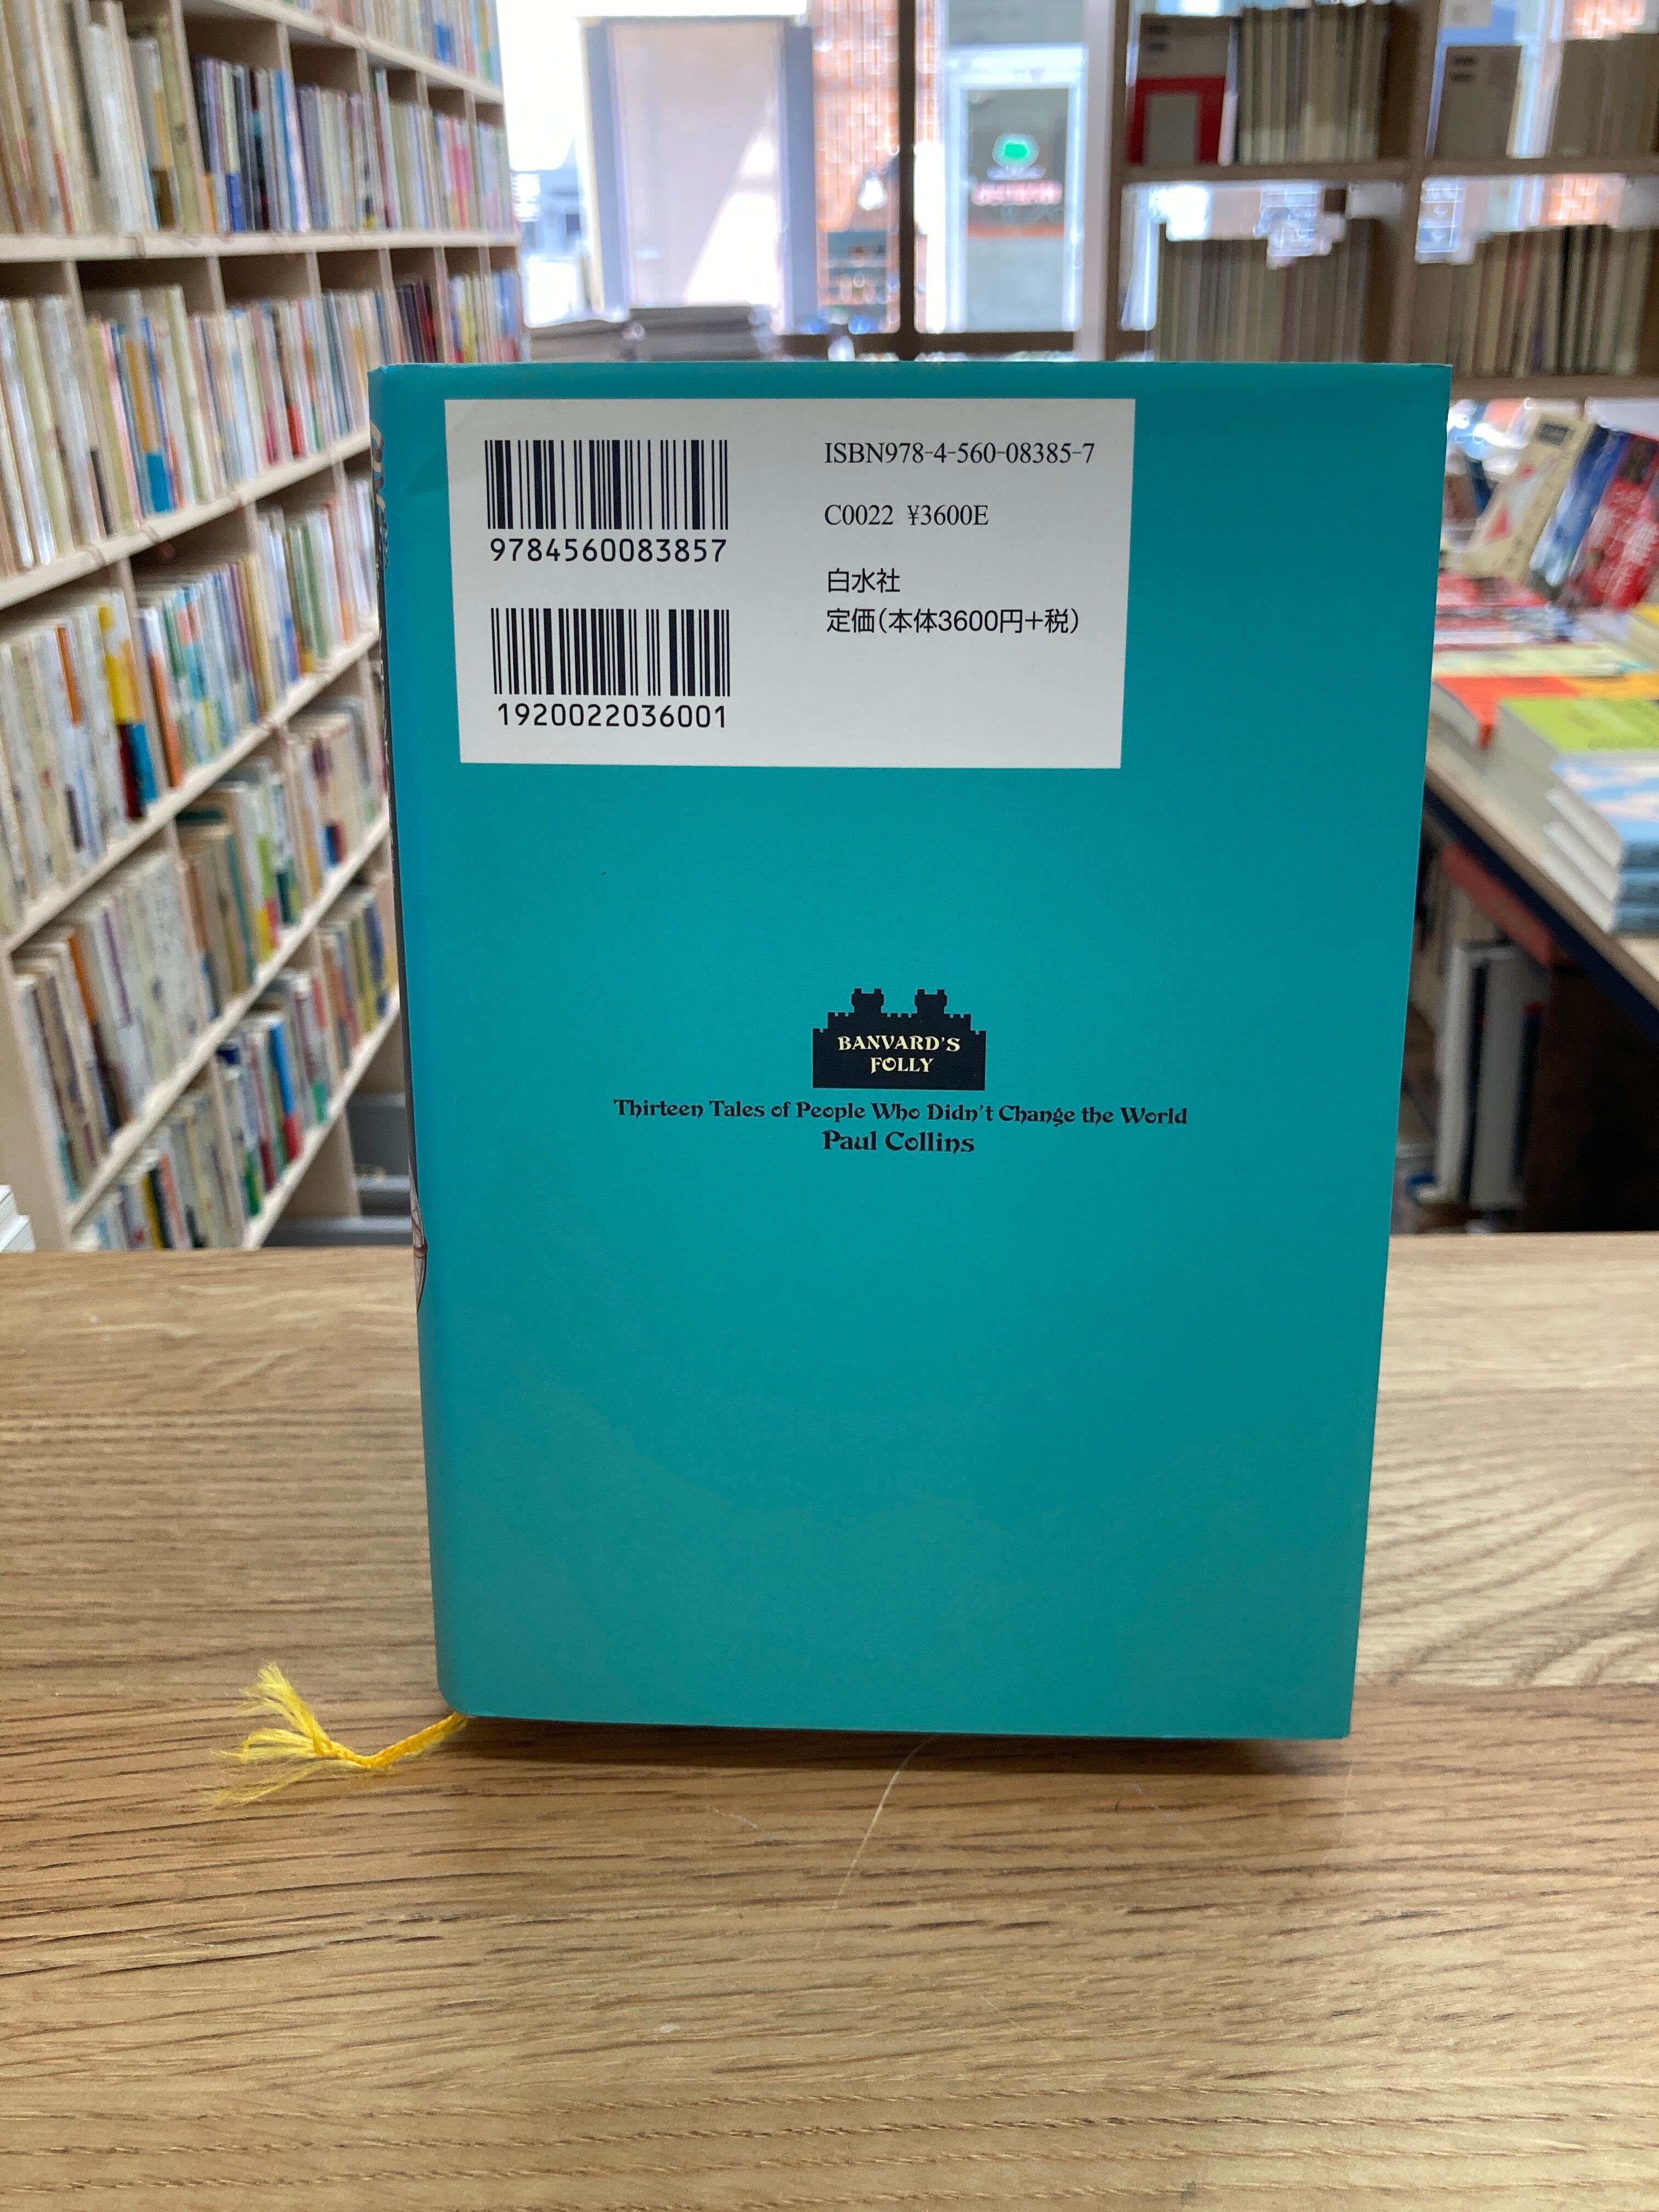 ISBN978-4-560-08385-7
C0022 ¥3600E
9784560083857
白水社
定価(本体3600円+税)
1920022036001
BANVARD'S
FOLLY
Thirteen Tales of People Who Didn't Change the World
Paul Collins